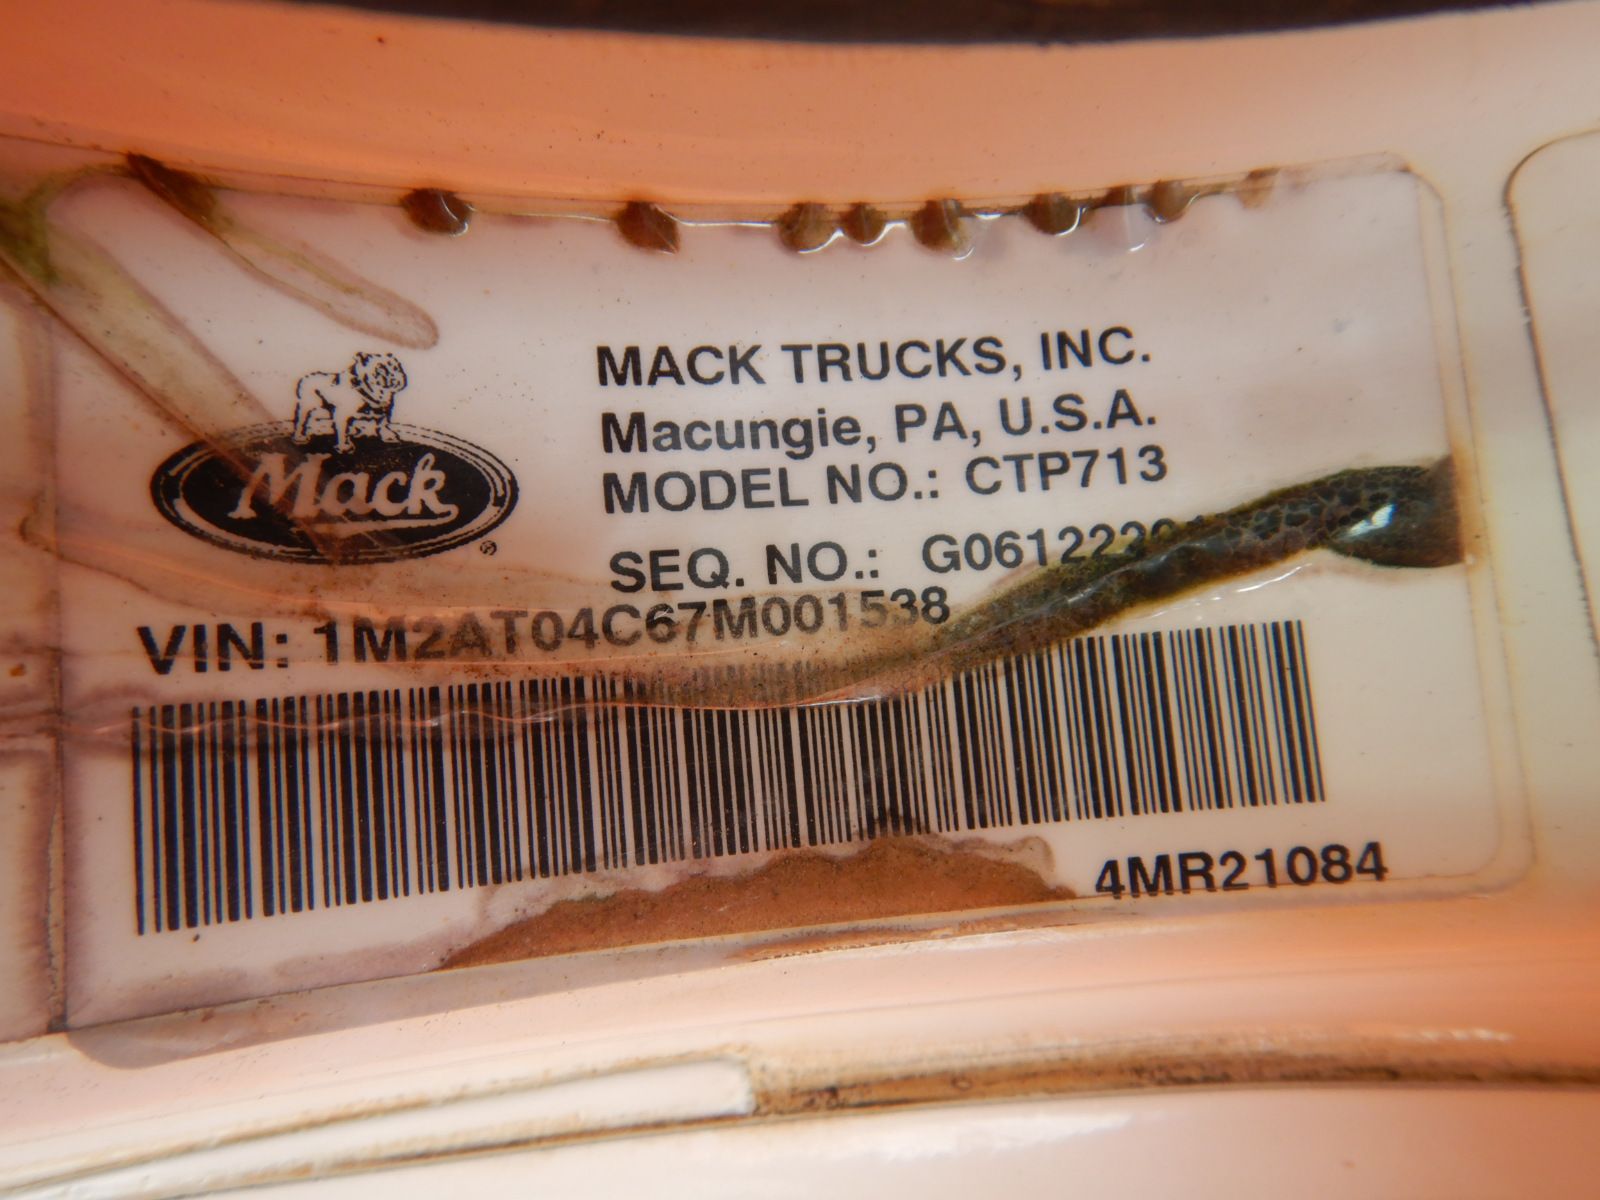 Mack
®
MACK TRUCKS, INC.
Macungie, PA, U.S.A.
MODEL NO.: CTP713
SEQ. NO.:
VIN: 1M2AT04C67M001538
4MR21084